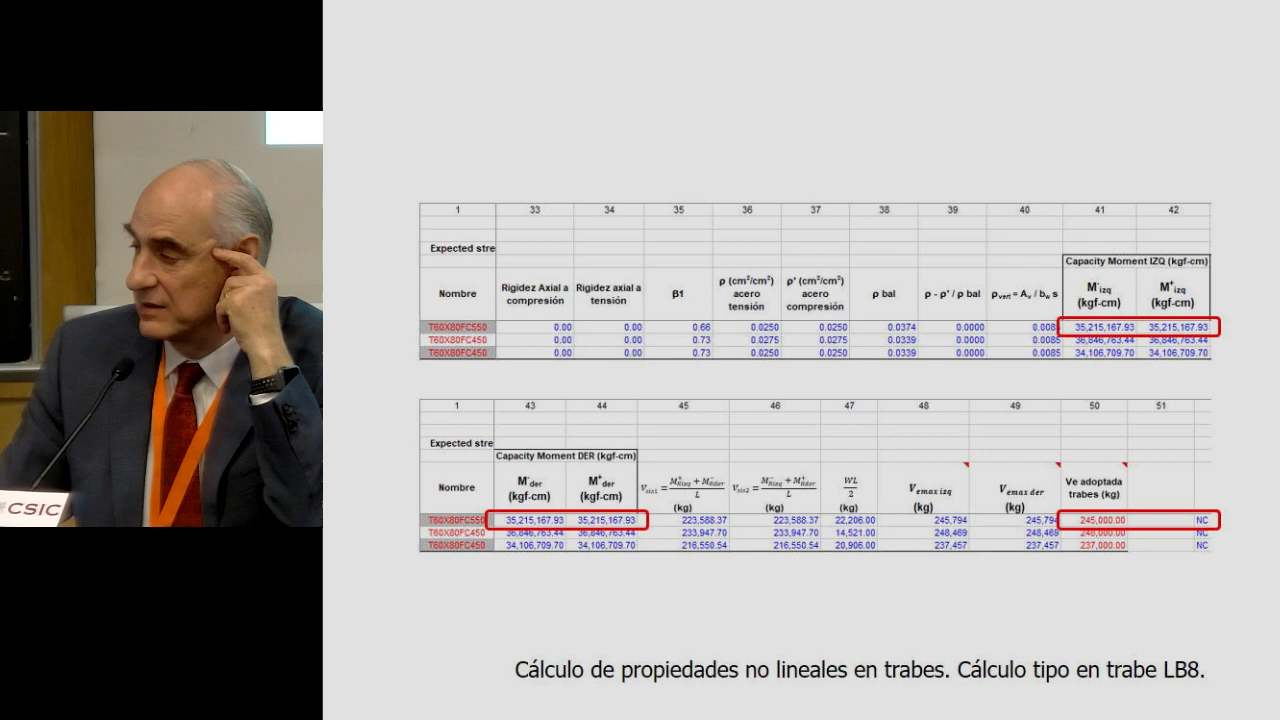 CSIC
1 33 34 35 36 37 38 39 40 41 42
Expected stre
Capacity Moment IZQ (kgf-cm)
Nombre Rigidez Axial a compresión Rigidez axial a tensión β1 ρ (cm²/cm²) acero tensión ρ' (cm²/cm²) acero compresión ρ bal ρ - ρ' / ρ bal ρvert = Av / bw s M⁻izq (kgf-cm) M⁺izq (kgf-cm)
T60X80FC550 0.00 0.00 0.66 0.0250 0.0250 0.0374 0.0000 0.0085 35,215,167.93 35,215,167.93
T60X80FC450 0.00 0.00 0.73 0.0275 0.0275 0.0339 0.0000 0.0085 36,846,763.44 36,846,763.44
T60X80FC450 0.00 0.00 0.73 0.0250 0.0250 0.0339 0.0000 0.0085 34,106,709.70 34,106,709.70
1 43 44 45 46 47 48 49 50 51
Expected stre
Capacity Moment DER (kgf-cm)
Nombre M⁻der (kgf-cm) M⁺der (kgf-cm) (kg) (kg) WL/2 Vemax izq (kg) Vemax der (kg) Ve adoptada trabes (kg)
T60X80FC550 35,215,167.93 35,215,167.93 223,588.37 223,588.37 22,206.00 245,794 245,794 245,000.00 NC
T60X80FC450 36,846,763.44 36,846,763.44 233,947.70 233,947.70 14,521.00 248,469 248,469 248,000.00 NC
T60X80FC450 34,106,709.70 34,106,709.70 216,550.54 216,550.54 20,906.00 237,457 237,457 237,000.00 NC
Cálculo de propiedades no lineales en trabes. Cálculo tipo en trabe LB8.